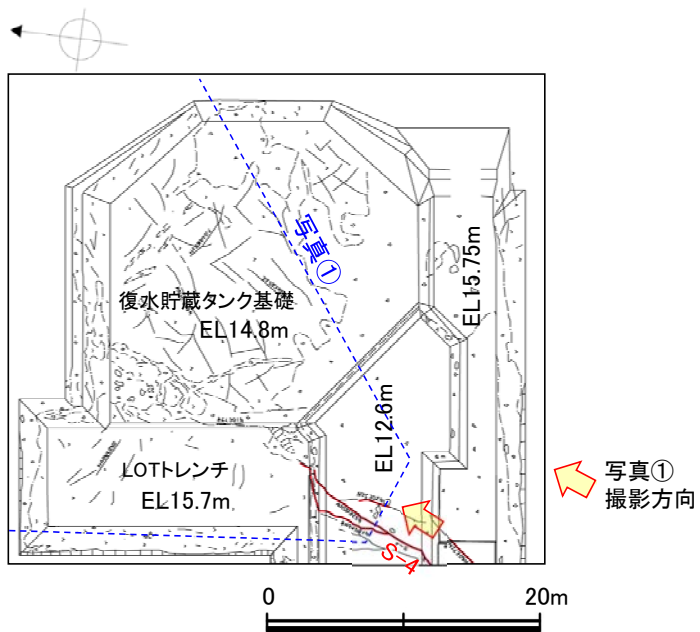 写真①
EL15.75m
復水貯蔵タンク基礎
EL14.8m
EL12.6m
LOTトレンチ
EL15.7m
S-4
写真①
撮影方向
0
20m